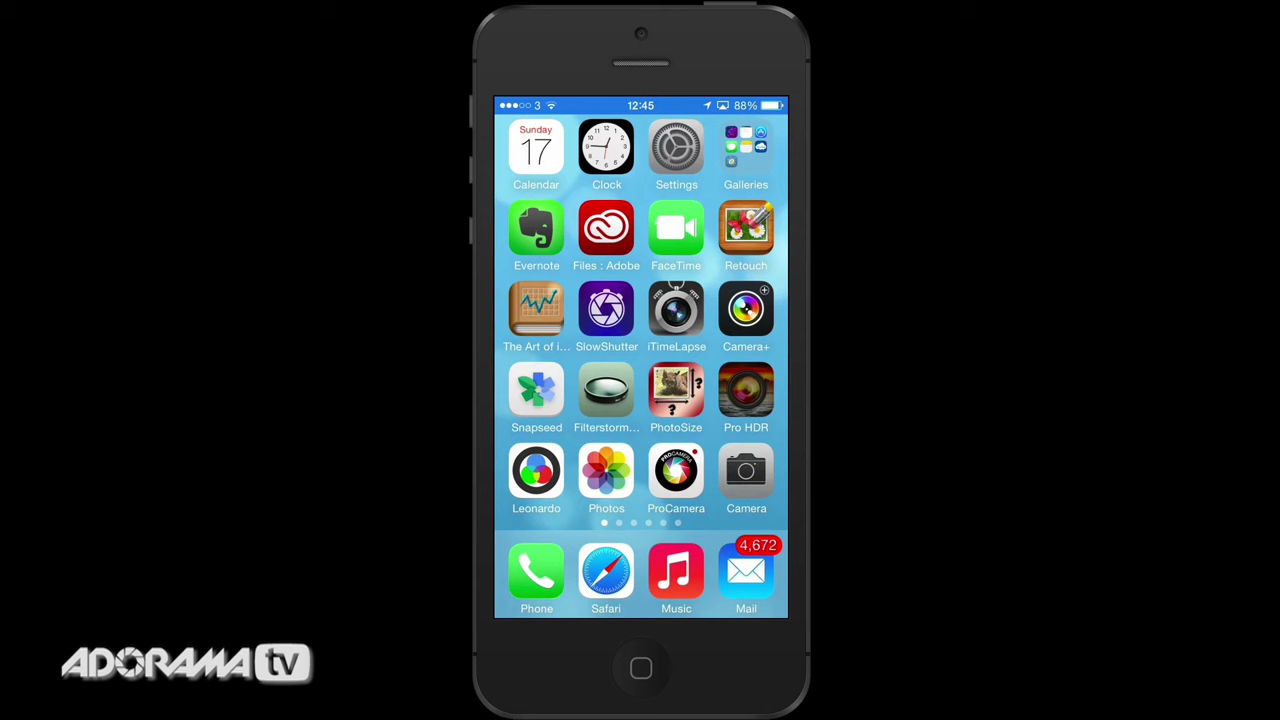 3 12:45 88%
Sunday
17
Calendar Clock Settings Galleries
Evernote Files : Adobe FaceTime Retouch
The Art of i... SlowShutter iTimeLapse Camera+
Snapseed Filterstorm... PhotoSize Pro HDR
PROCAMERA
Leonardo Photos ProCamera Camera
4,672
Phone Safari Music Mail
ADORAMA tv